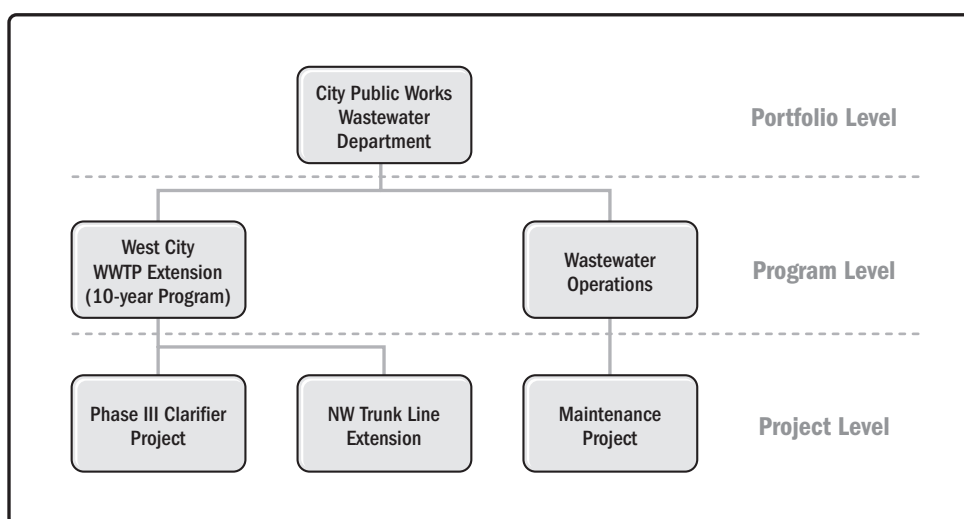 City Public Works
Wastewater
Department
Portfolio Level
West City
WWTP Extension
(10-year Program)
Wastewater
Operations
Program Level
Phase III Clarifier
Project
NW Trunk Line
Extension
Maintenance
Project
Project Level